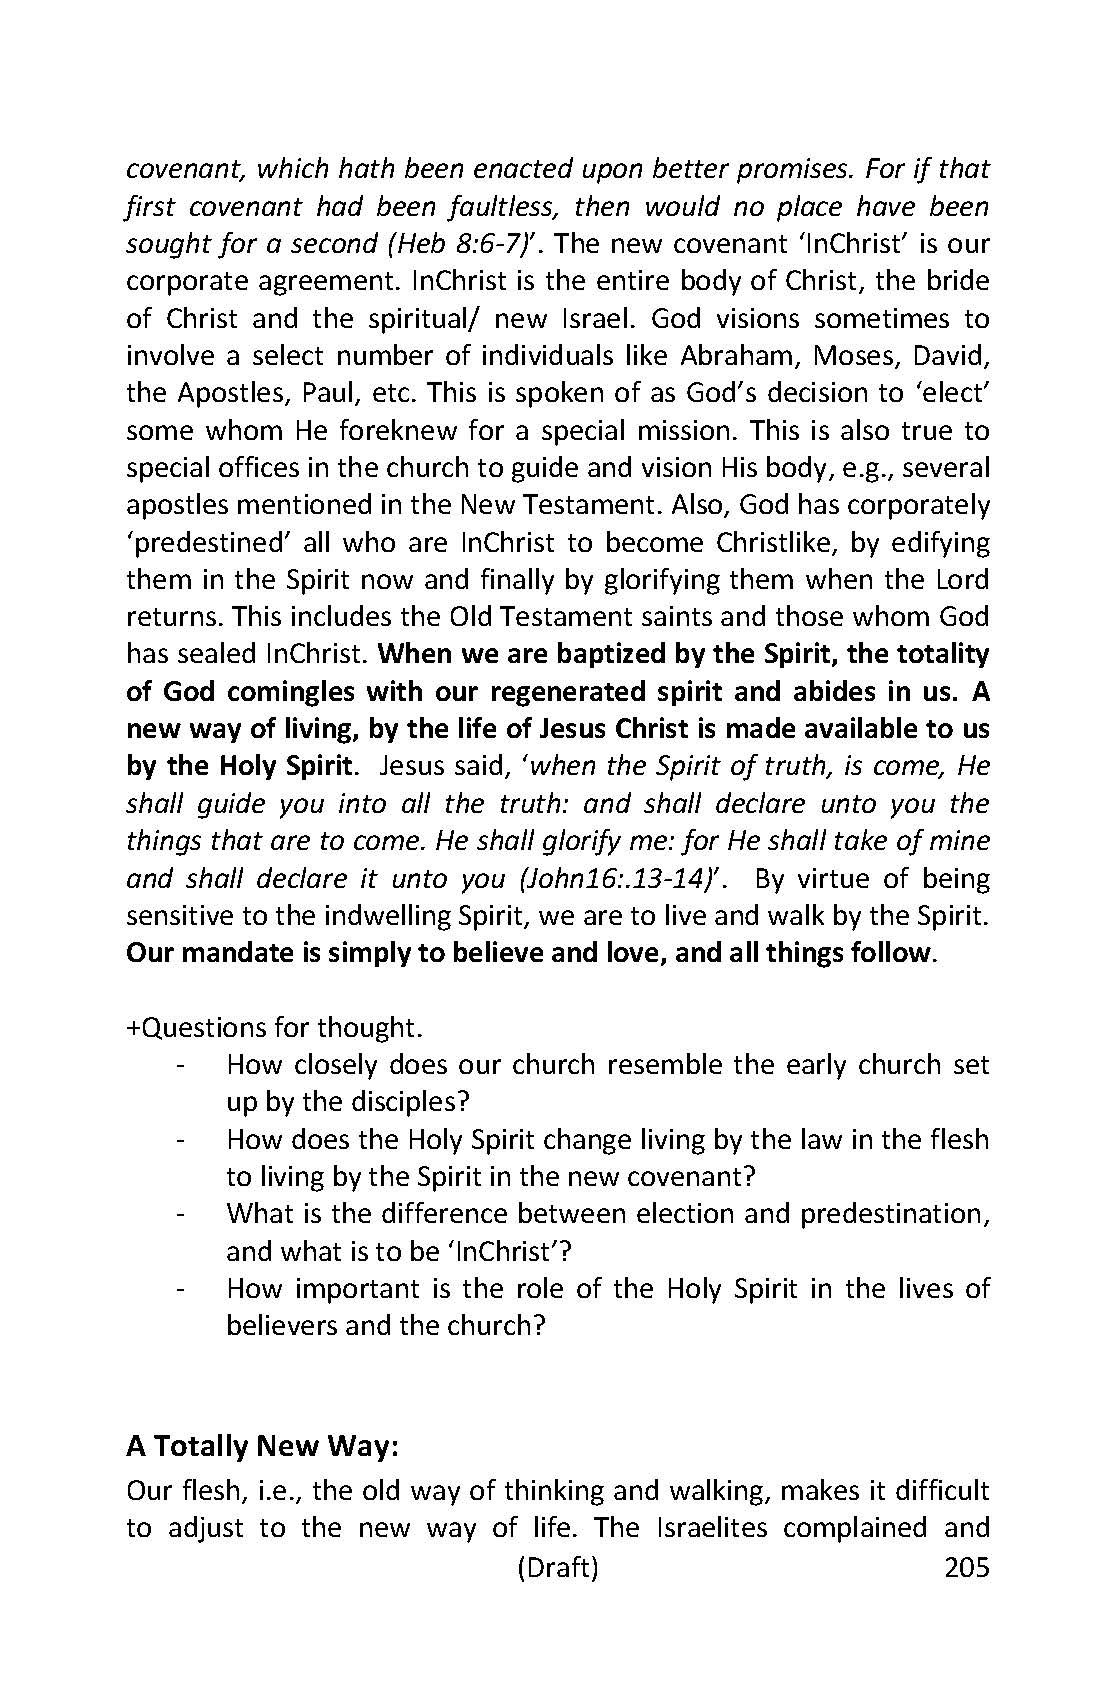 covenant, which hath been enacted upon better promises. For if that
first covenant had been faultless, then would no place have been
sought for a second (Heb 8:6-7)’. The new covenant ‘InChrist’ is our
corporate agreement. InChrist is the entire body of Christ, the bride
of Christ and the spiritual/ new Israel. God visions sometimes to
involve a select number of individuals like Abraham, Moses, David,
the Apostles, Paul, etc. This is spoken of as God’s decision to ‘elect’
some whom He foreknew for a special mission. This is also true to
special offices in the church to guide and vision His body, e.g., several
apostles mentioned in the New Testament. Also, God has corporately
‘predestined’ all who are InChrist to become Christlike, by edifying
them in the Spirit now and finally by glorifying them when the Lord
returns. This includes the Old Testament saints and those whom God
has sealed InChrist. When we are baptized by the Spirit, the totality
of God comingles with our regenerated spirit and abides in us. A
new way of living, by the life of Jesus Christ is made available to us
by the Holy Spirit. Jesus said, ‘when the Spirit of truth, is come, He
shall guide you into all the truth: and shall declare unto you the
things that are to come. He shall glorify me: for He shall take of mine
and shall declare it unto you (John16:.13-14)’. By virtue of being
sensitive to the indwelling Spirit, we are to live and walk by the Spirit.
Our mandate is simply to believe and love, and all things follow.
+Questions for thought.
- How closely does our church resemble the early church set
up by the disciples?
- How does the Holy Spirit change living by the law in the flesh
to living by the Spirit in the new covenant?
- What is the difference between election and predestination,
and what is to be ‘InChrist’?
- How important is the role of the Holy Spirit in the lives of
believers and the church?
A Totally New Way:
Our flesh, i.e., the old way of thinking and walking, makes it difficult
to adjust to the new way of life. The Israelites complained and
(Draft) 205